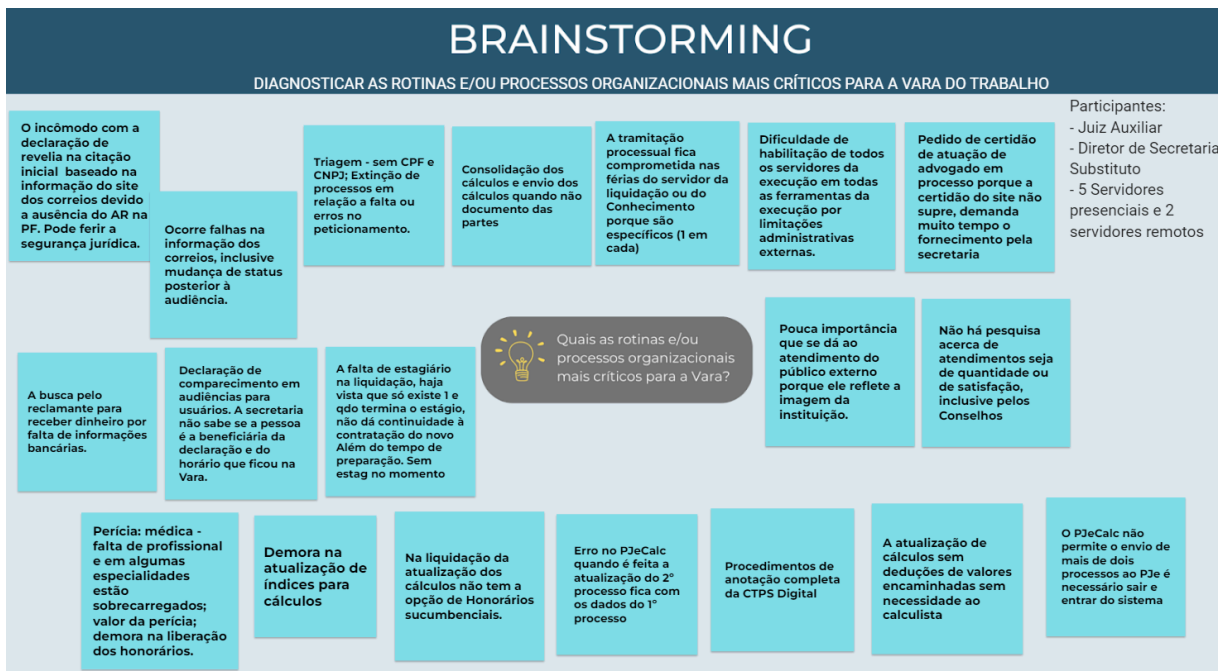 BRAINSTORMING
DIAGNOSTICAR AS ROTINAS E/OU PROCESSOS ORGANIZACIONAIS MAIS CRÍTICOS PARA A VARA DO TRABALHO
O incômodo com a
declaração de
revelia na citação
inicial baseado na
informação do site
dos correios devido
a ausência do AR na
PF. Pode ferir a
segurança jurídica.
Ocorre falhas na
informação dos
correios, inclusive
mudança de status
posterior à
audiência.
Triagem - sem CPF e
CNPJ; Extinção de
processos em
relação a falta ou
erros no
peticionamento.
Consolidação dos
cálculos e envio dos
cálculos quando não
documento das
partes
A tramitação
processual fica
comprometida nas
férias do servidor da
liquidação ou do
Conhecimento
porque são
específicos (1 em
cada)
Dificuldade de
habilitação de todos
os servidores da
execução em todas
as ferramentas da
execução por
limitações
administrativas
externas.
Pedido de certidão
de atuação de
advogado em
processo porque a
certidão do site não
supre, demanda
muito tempo o
fornecimento pela
secretaria
Participantes:
- Juiz Auxiliar
- Diretor de Secretaria
Substituto
- 5 Servidores
presenciais e 2
servidores remotos
A busca pelo
reclamante para
receber dinheiro por
falta de informações
bancárias.
Declaração de
comparecimento em
audiências para
usuários. A secretaria
não sabe se a pessoa
é a beneficiária da
declaração e do
horário que ficou na
Vara.
A falta de estagiário
na liquidação, haja
vista que só existe 1 e
qdo termina o estágio,
não dá continuidade à
contratação do novo
Além do tempo de
preparação. Sem
estag no momento
Quais as rotinas e/ou
processos organizacionais
mais críticos para a Vara?
Pouca importância
que se dá ao
atendimento do
público externo
porque ele reflete a
imagem da
instituição.
Não há pesquisa
acerca de
atendimentos seja
de quantidade ou
de satisfação,
inclusive pelos
Conselhos
Perícia: médica -
falta de profissional
e em algumas
especialidades
estão
sobrecarregados;
valor da perícia;
demora na liberação
dos honorários.
Demora na
atualização de
índices para
cálculos
Na liquidação da
atualização dos
cálculos não tem a
opção de Honorários
sucumbenciais.
Erro no PJeCalc
quando é feita a
atualização do 2º
processo fica com
os dados do 1º
processo
Procedimentos de
anotação completa
da CTPS Digital
A atualização de
cálculos sem
deduções de valores
encaminhadas sem
necessidade ao
calculista
O PJeCalc não
permite o envio de
mais de dois
processos ao PJe é
necessário sair e
entrar do sistema